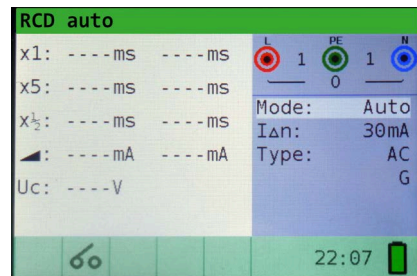 RCD auto
x1: ----ms ----ms
x5: ----ms ----ms
x½: ----ms ----ms
◢: ----mA ----mA
Uc: ----V
L PE N
1 1
0
Mode: Auto
I∆n: 30mA
Type: AC
G
22:07